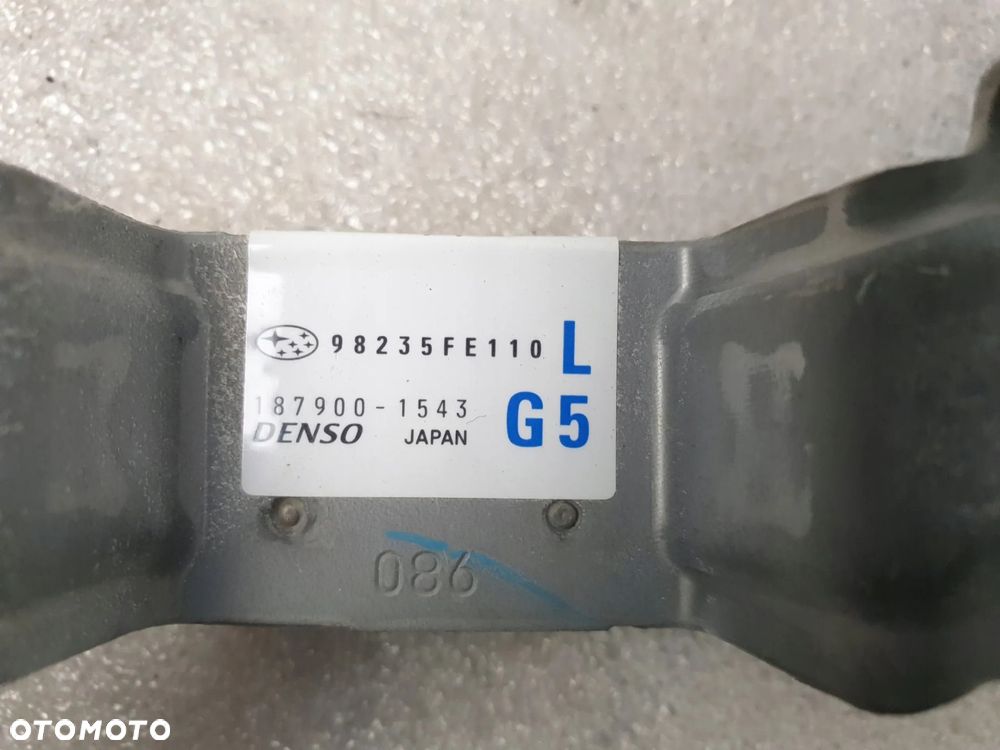 98235FE110 L
187900-1543 G5
DENSO JAPAN
086
OTOMOTO